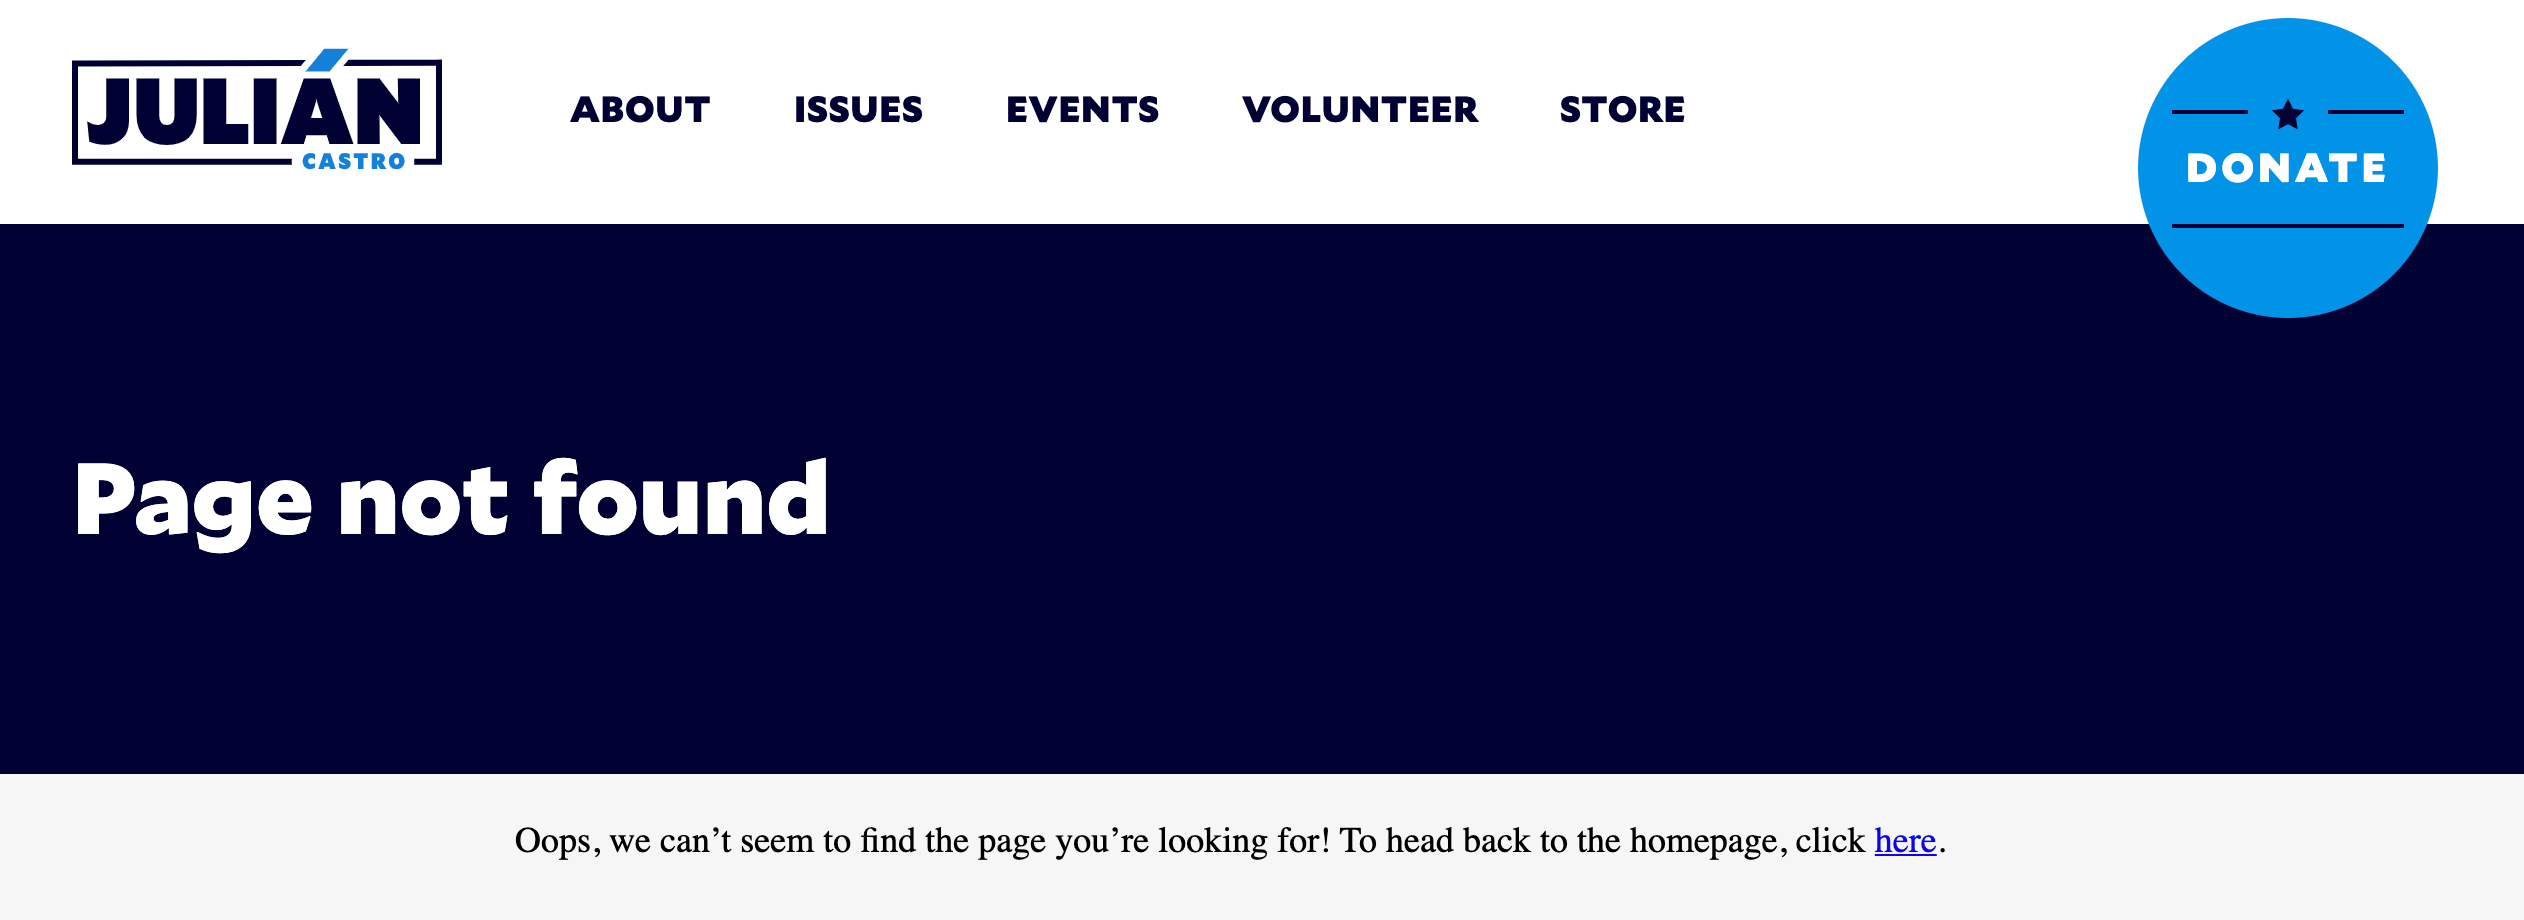 JULIÁN
CASTRO
ABOUT ISSUES EVENTS VOLUNTEER STORE
DONATE
Page not found
Oops, we can’t seem to find the page you’re looking for! To head back to the homepage, click here.